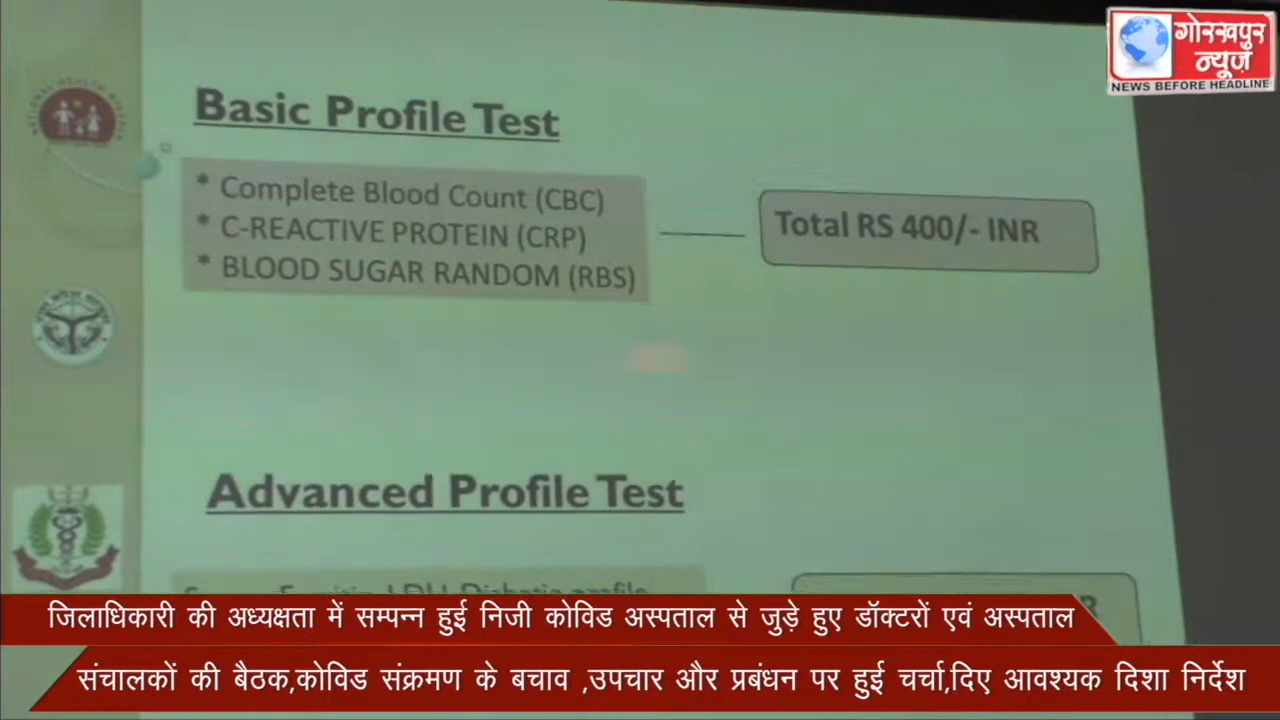 गोरखपुर
न्यूज़
NEWS BEFORE HEADLINE
Basic Profile Test
* Complete Blood Count (CBC)
* C-REACTIVE PROTEIN (CRP)
* BLOOD SUGAR RANDOM (RBS)
Total RS 400/- INR
Advanced Profile Test
जिलाधिकारी की अध्यक्षता में सम्पन्न हुई निजी कोविड अस्पताल से जुड़े हुए डॉक्टरों एवं अस्पताल
संचालकों की बैठक,कोविड संक्रमण के बचाव ,उपचार और प्रबंधन पर हुई चर्चा,दिए आवश्यक दिशा निर्देश